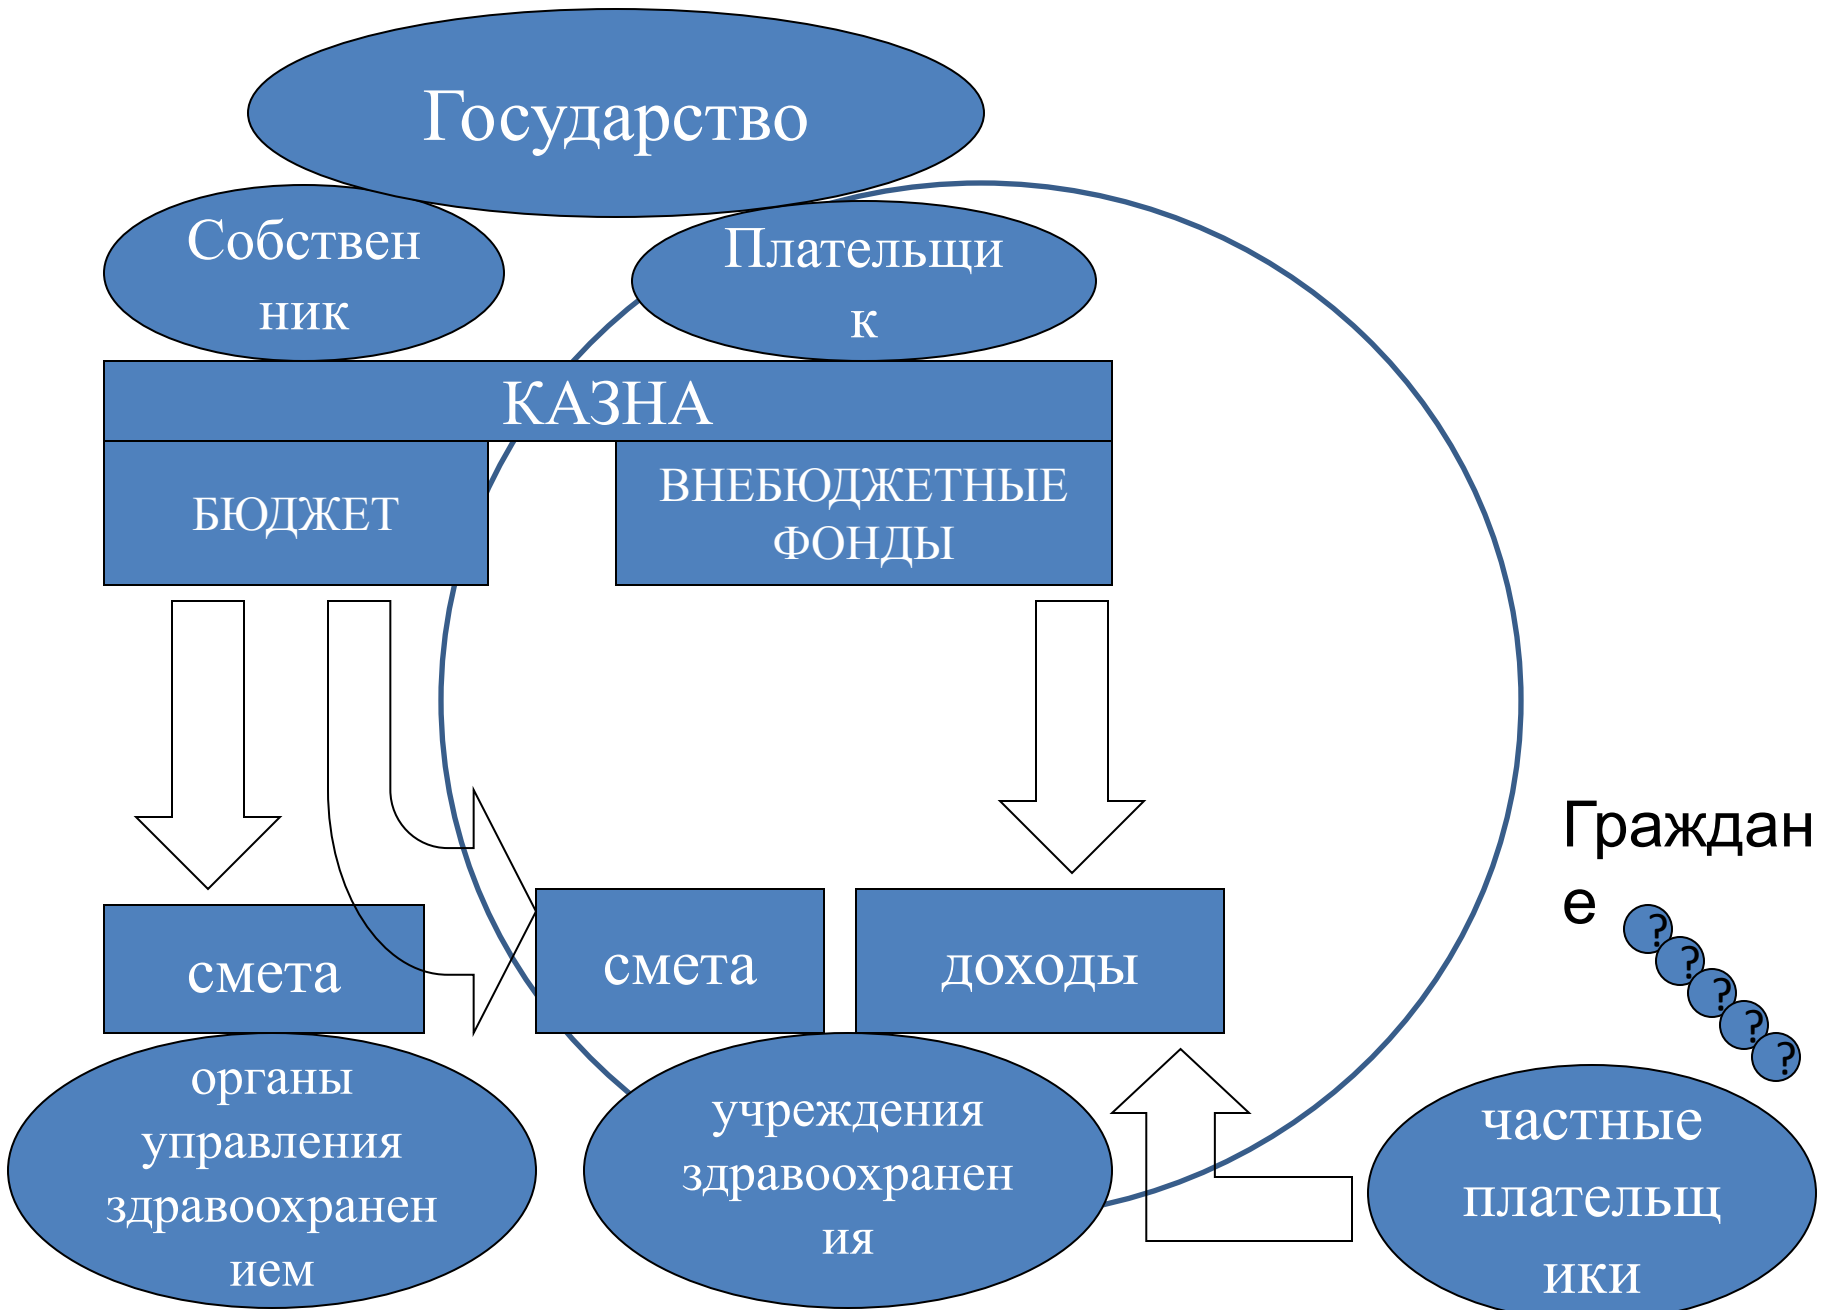 Государство
Собствен
ник
Плательщи
к
КАЗНА
БЮДЖЕТ
ВНЕБЮДЖЕТНЫЕ
ФОНДЫ
Граждан
е
?
?
?
?
?
смета
смета
доходы
органы
управления
здравоохранен
ием
учреждения
здравоохранен
ия
частные
плательщ
ики